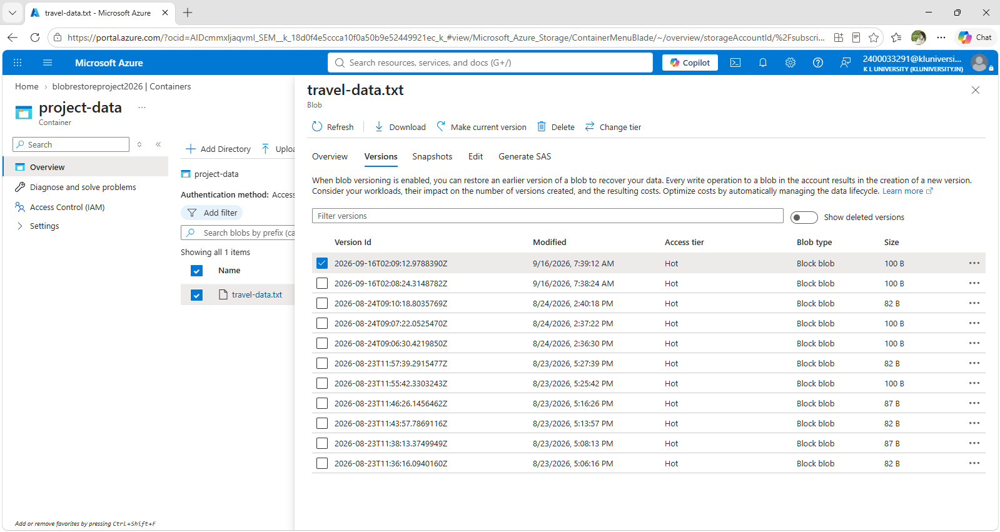 travel-data.txt - Microsoft Azure
https://portal.azure.com/?ocid=AIDcmmxljaqvml_SEM__k_18d0f4e5ccca10f0a50b9e52449921ec_k_#view/Microsoft_Azure_Storage/ContainerMenuBlade/~/overview/storageAccountId/%2Fsubscri...
Chat
Microsoft Azure
Search resources, services, and docs (G+/)
Copilot
2400033291@kluniversi...
K L UNIVERSITY (KLUNIVERSITY.IN)
Home > blobrestoreproject2026 | Containers
project-data ...
Container
Search
Overview
Diagnose and solve problems
Access Control (IAM)
Settings
Add or remove favorites by pressing Ctrl+Shift+F
Add Directory
Uploa
project-data
Authentication method: Access
Add filter
Search blobs by prefix (ca
Showing all 1 items
Name
travel-data.txt
travel-data.txt
Blob
Refresh Download Make current version Delete Change tier
Overview Versions Snapshots Edit Generate SAS
When blob versioning is enabled, you can restore an earlier version of a blob to recover your data. Every write operation to a blob in the account results in the creation of a new version.
Consider your workloads, their impact on the number of versions created, and the resulting costs. Optimize costs by automatically managing the data lifecycle. Learn more
Filter versions
Show deleted versions
Version Id Modified Access tier Blob type Size
2026-09-16T02:09:12.9788390Z 9/16/2026, 7:39:12 AM Hot Block blob 100 B
2026-09-16T02:08:24.3148782Z 9/16/2026, 7:38:24 AM Hot Block blob 100 B
2026-08-24T09:10:18.8035769Z 8/24/2026, 2:40:18 PM Hot Block blob 82 B
2026-08-24T09:07:22.0525470Z 8/24/2026, 2:37:22 PM Hot Block blob 100 B
2026-08-24T09:06:30.4219850Z 8/24/2026, 2:36:30 PM Hot Block blob 100 B
2026-08-23T11:57:39.2915477Z 8/23/2026, 5:27:39 PM Hot Block blob 82 B
2026-08-23T11:55:42.3303243Z 8/23/2026, 5:25:42 PM Hot Block blob 100 B
2026-08-23T11:46:26.1456462Z 8/23/2026, 5:16:26 PM Hot Block blob 87 B
2026-08-23T11:43:57.7869116Z 8/23/2026, 5:13:57 PM Hot Block blob 82 B
2026-08-23T11:38:13.3749949Z 8/23/2026, 5:08:13 PM Hot Block blob 87 B
2026-08-23T11:36:16.0940160Z 8/23/2026, 5:06:16 PM Hot Block blob 82 B